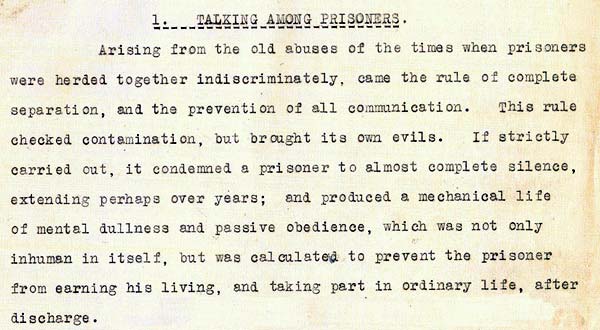 1. TALKING AMONG PRISONERS.
Arising from the old abuses of the times when prisoners
were herded together indiscriminately, came the rule of complete
separation, and the prevention of all communication. This rule
checked contamination, but brought its own evils. If strictly
carried out, it condemned a prisoner to almost complete silence,
extending perhaps over years; and produced a mechanical life
of mental dullness and passive obedience, which was not only
inhuman in itself, but was calculated to prevent the prisoner
from earning his living, and taking part in ordinary life, after
discharge.